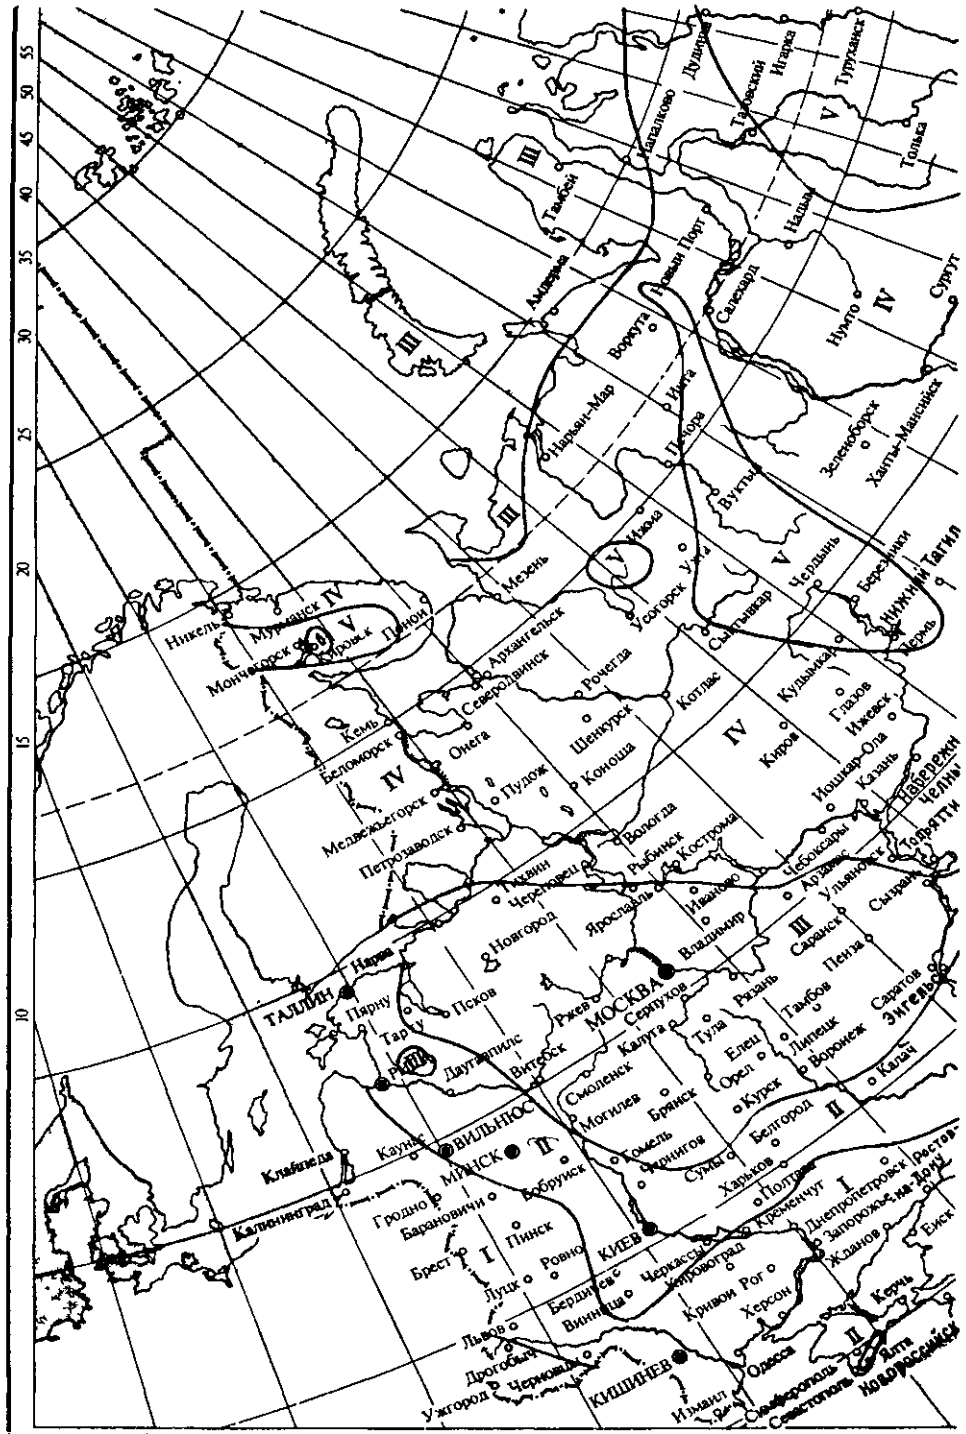 55
50
45
40
35
30
25
20
15
10
Дудинка
Игарка
Туруханск
Тазовский
V
Толька
Напалково
III
Тамбей
Надым
Новый Порт
Амдерма
Салехард
Нумто
IV
Сургут
III
Воркута
Инта
Нарьян-Мар
Печора
Зеленоборск
Ханты-Мансийск
Вуктыл
III
Ижма
V
Ухта
V
Чердынь
Березники
Нижний Тагил
Мезень
Усогорск
Сыктывкар
Пермь
Никель
Мурманск
IV
V
Мончегорск
Кировск
Архангельск
Северодвинск
Рочегда
Котлас
Кудымкар
Глазов
Ижевск
Кемь
Беломорск
IV
Онега
Шенкурск
Коноша
IV
Киров
Йошкар-Ола
Казань
Набережн
Челны
Медвежьегорск
Пудож
Петрозаводск
Вологда
Тихвин
Череповец
Рыбинск
Кострома
Чебоксары
Арзамас
Ульяновск
Тольятти
Ярославль
Иваново
Новгород
Владимир
III
Саранск
Сызрань
Нарва
ТАЛЛИН
Пярну
Тарту
Псков
Ржев
МОСКВА
Серпухов
Рязань
Пенза
Саратов
Энгельс
Тамбов
Калуга
Тула
Елец
Липецк
Воронеж
РИГА
III
Даугавпилс
Витебск
Смоленск
Орел
Могилев
Брянск
Курск
Калач
Клайпеда
Каунас
ВИЛЬНЮС
МИНСК
II
Бобруйск
Гомель
Чернигов
Сумы
Белгород
II
Харьков
Калининград
Гродно
Барановичи
Пинск
Брест
I
Луцк
Ровно
КИЕВ
Полтава
Кременчуг
I
Днепропетровск
Ростов-
на-Дону
Запорожье
Жданов
Ейск
Бердичев
Винница
Черкассы
Кировоград
Кривой Рог
Херсон
Львов
Дрогобыч
Черновцы
Ужгород
КИШИНЕВ
Измаил
Одесса
II
Керчь
Симферополь
Севастополь
Ялта
Новороссийск